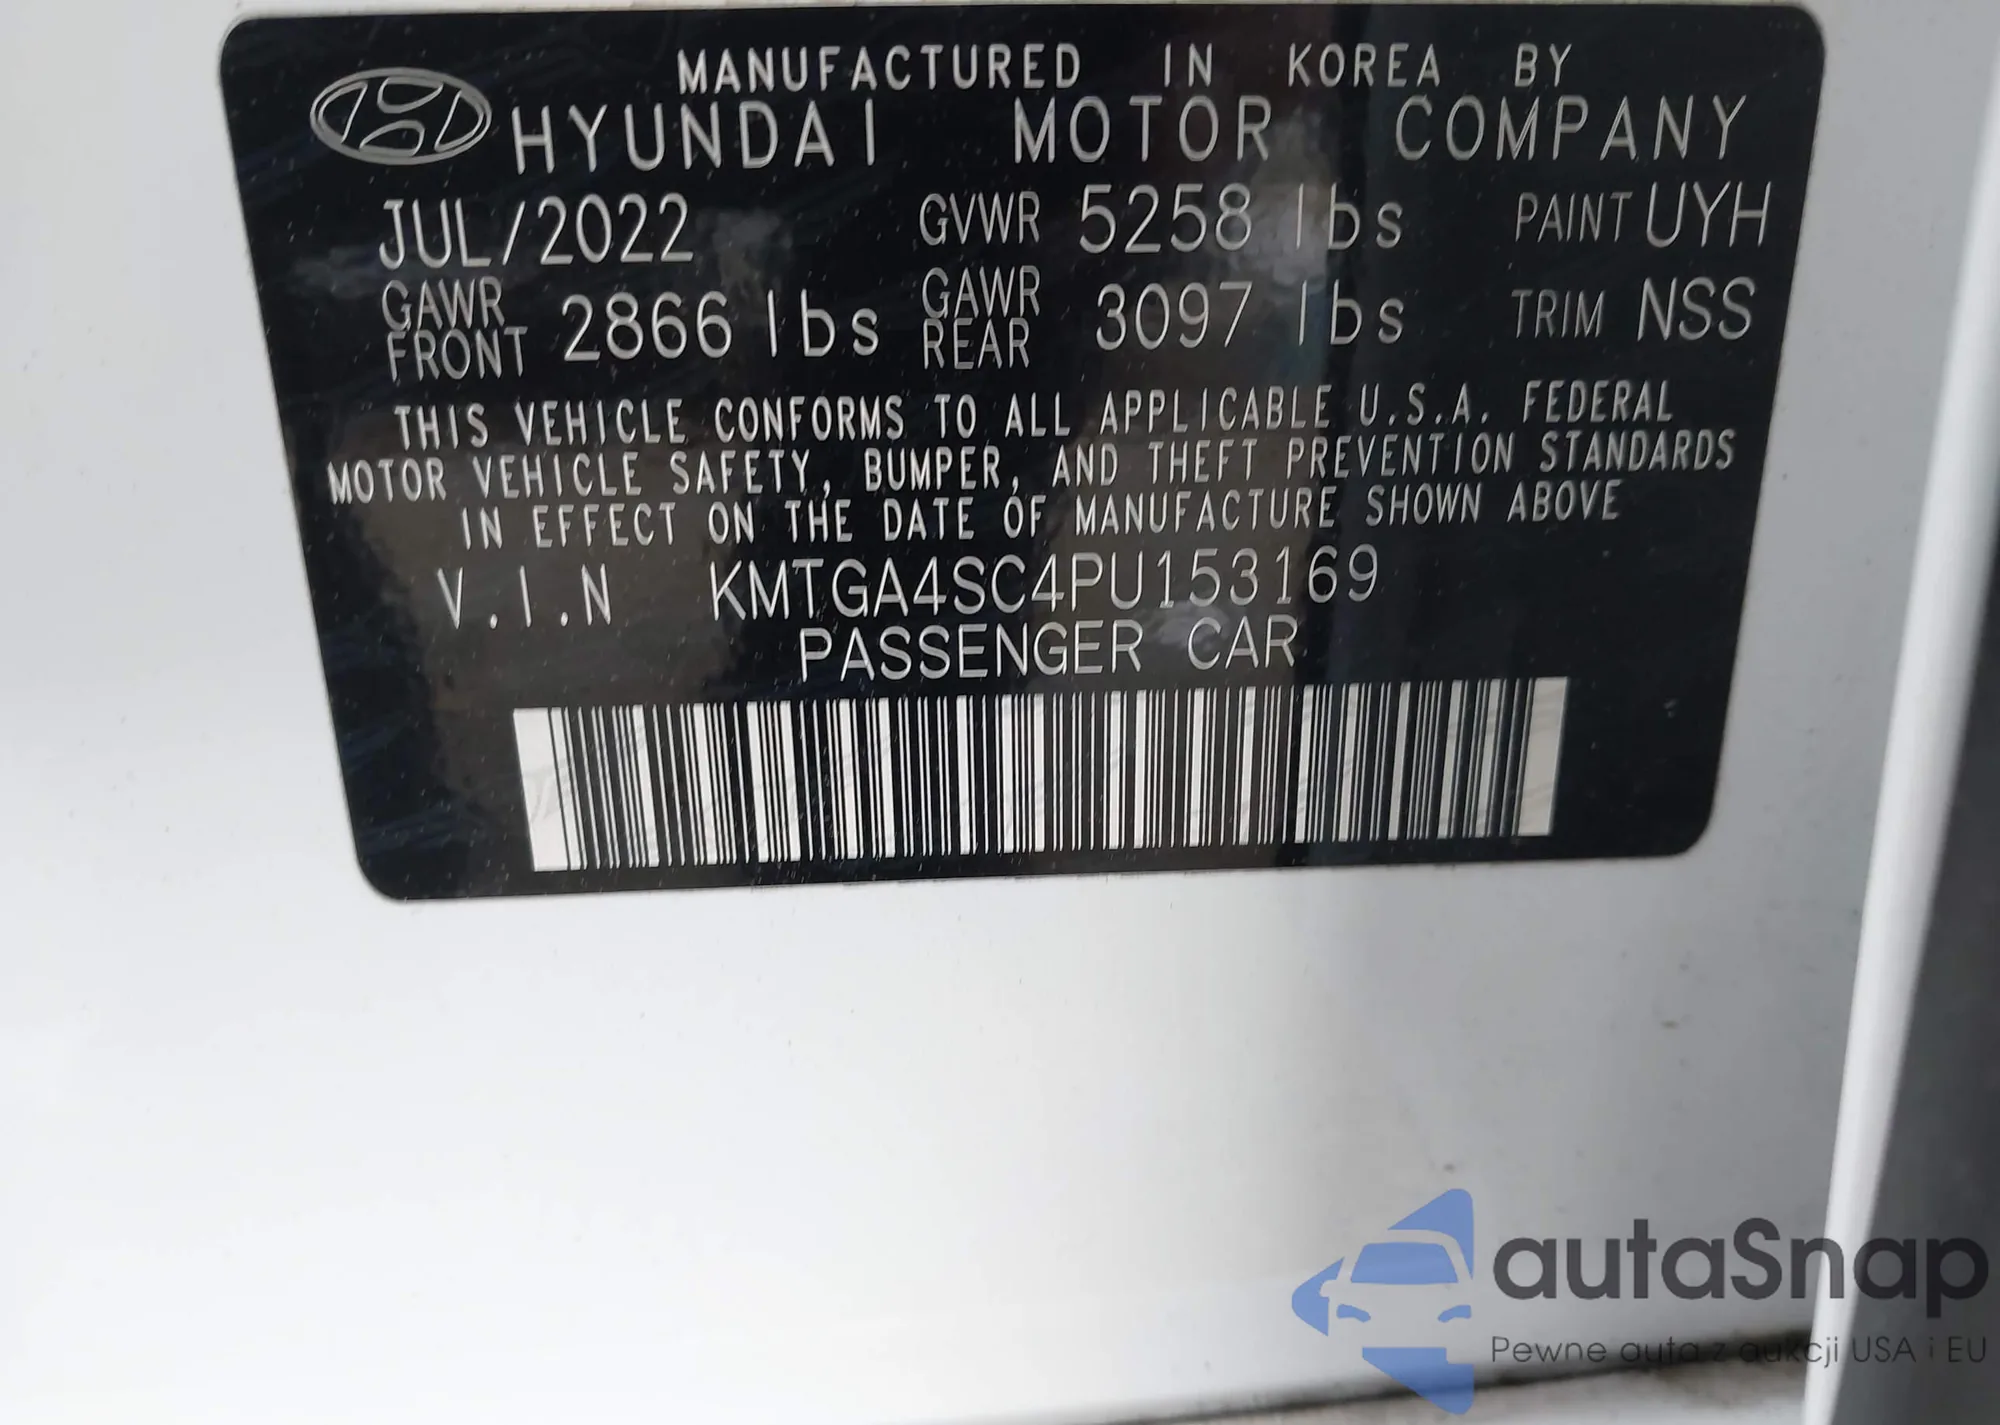 MANUFACTURED IN KOREA BY
HYUNDAI MOTOR COMPANY
JUL/2022 GVWR 5258 lbs PAINT UYH
GAWR FRONT 2866 lbs GAWR REAR 3097 lbs TRIM NSS
THIS VEHICLE CONFORMS TO ALL APPLICABLE U.S.A. FEDERAL
MOTOR VEHICLE SAFETY, BUMPER, AND THEFT PREVENTION STANDARDS
IN EFFECT ON THE DATE OF MANUFACTURE SHOWN ABOVE
V.I.N KMTGA4SC4PU153169
PASSENGER CAR
autaSnap
Pewne auta z aukcji USA i EU